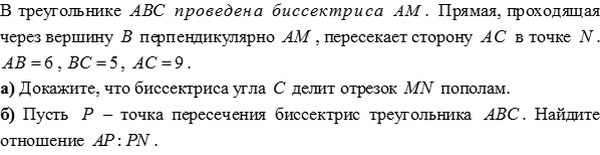 В треугольнике ABC проведена биссектриса AM. Прямая, проходящая
через вершину B перпендикулярно AM, пересекает сторону AC в точке N.
AB = 6, BC = 5, AC = 9.
а) Докажите, что биссектриса угла C делит отрезок MN пополам.
б) Пусть P – точка пересечения биссектрис треугольника ABC. Найдите
отношение AP : PN.